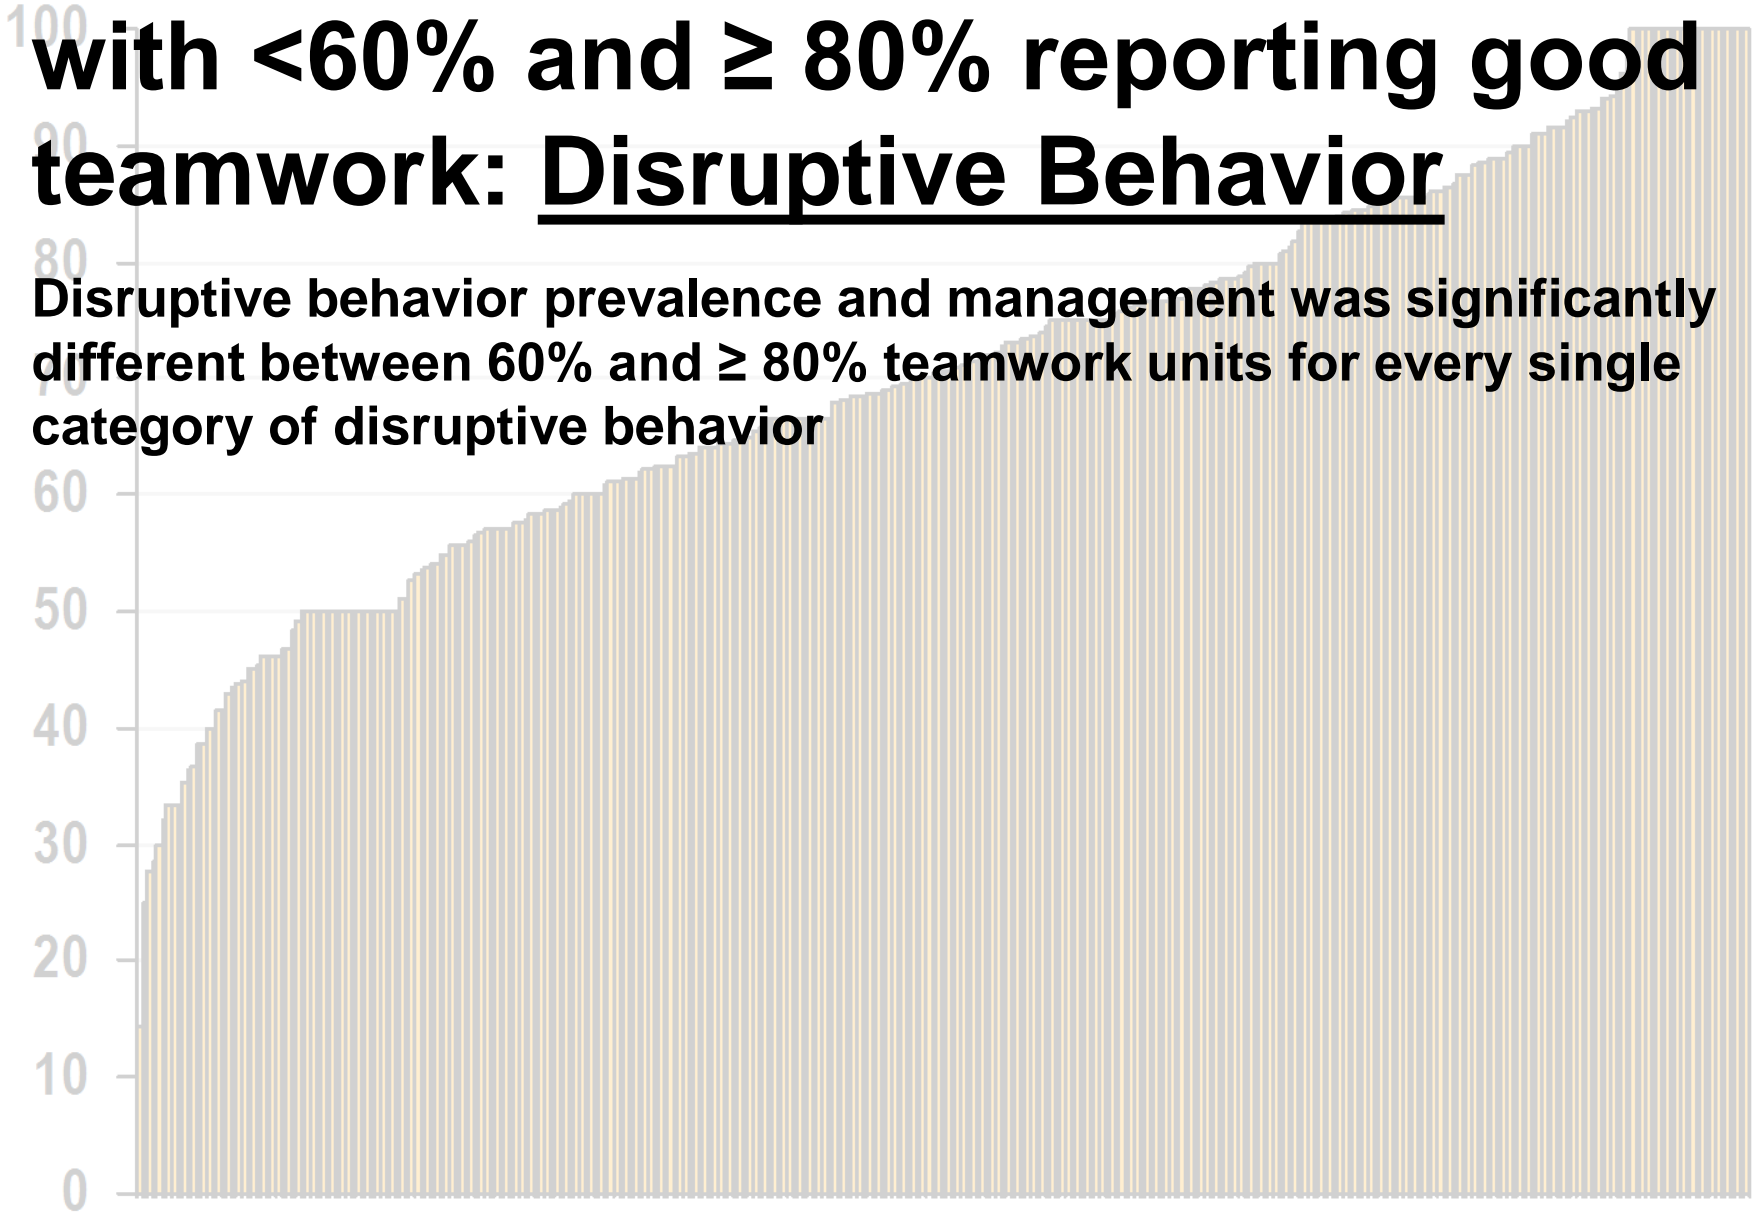 with <60% and ≥ 80% reporting good
teamwork: Disruptive Behavior
Disruptive behavior prevalence and management was significantly
different between 60% and ≥ 80% teamwork units for every single
category of disruptive behavior
100
90
80
70
60
50
40
30
20
10
0